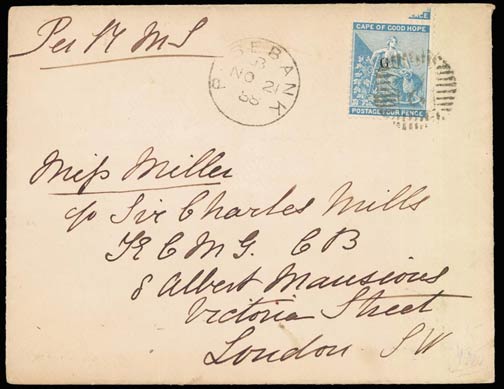 Per R M S
ENCE
CAPE OF GOOD HOPE
G
POSTAGE FOUR PENCE
B
NO 21
88
Miss Miller
c/o Sir Charles Mills
K C M G. C B
8 Albert Mansions
Victoria Street
London S W